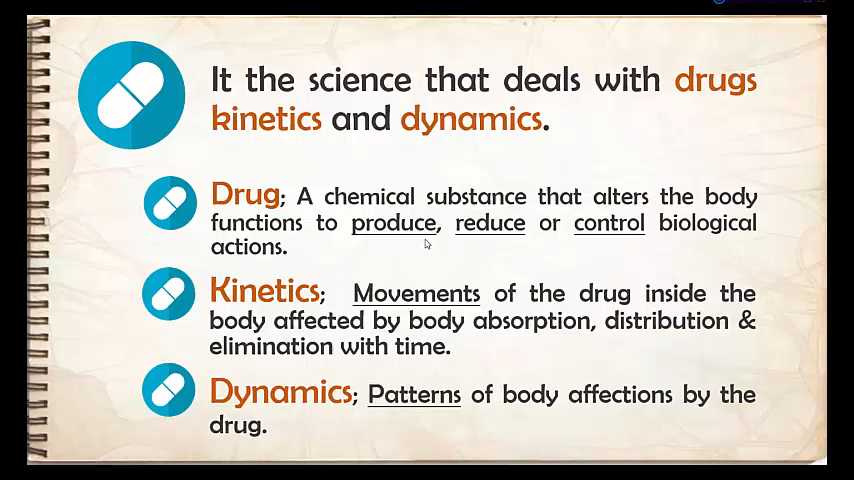 It the science that deals with drugs
kinetics and dynamics.
Drug; A chemical substance that alters the body
functions to produce, reduce or control biological
actions.
Kinetics; Movements of the drug inside the
body affected by body absorption, distribution &
elimination with time.
Dynamics; Patterns of body affections by the
drug.